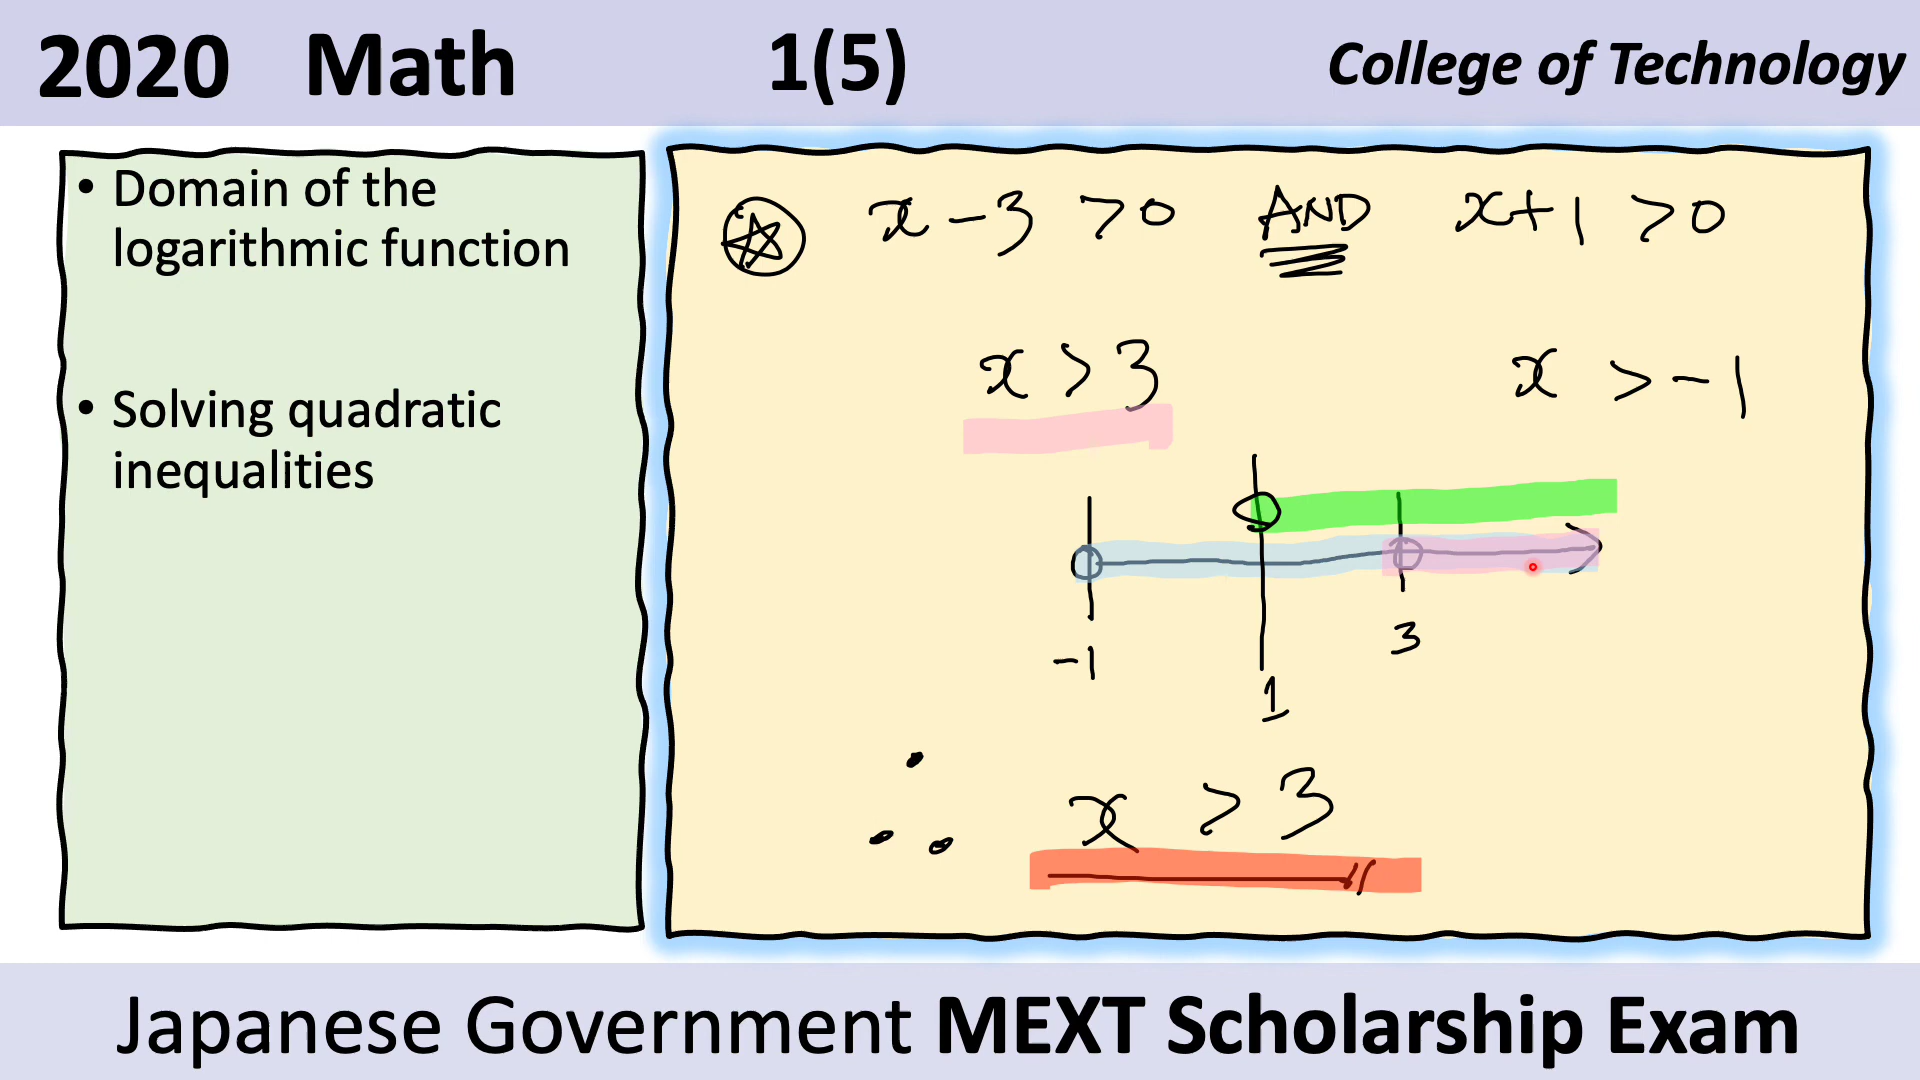 2020 Math 1(5) College of Technology
• Domain of the
logarithmic function
• Solving quadratic
inequalities
x - 3 > 0 AND x + 1 > 0
x > 3 x > -1
-1 1 3
∴ x > 3
Japanese Government MEXT Scholarship Exam